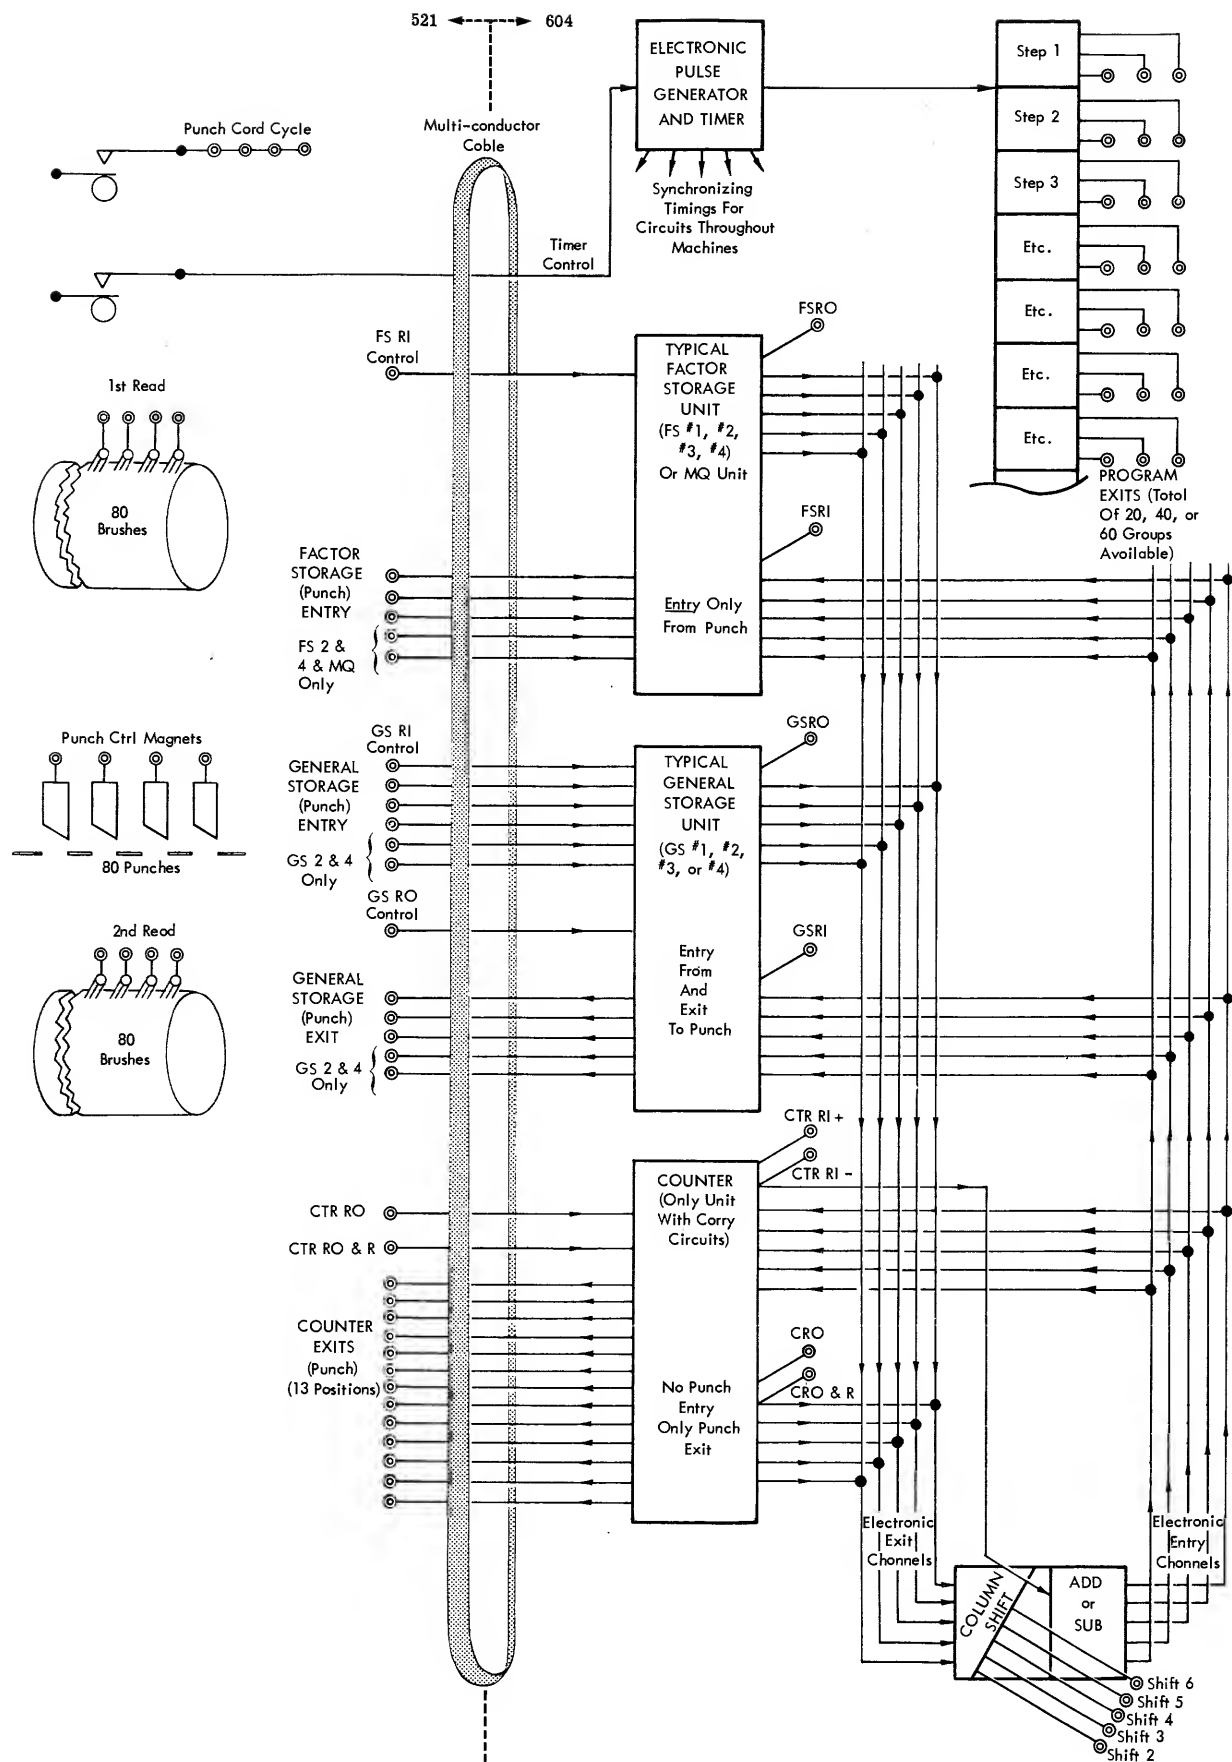 521 604
ELECTRONIC
PULSE
GENERATOR
AND TIMER
Synchronizing
Timings For
Circuits Throughout
Machines
Step 1
Step 2
Step 3
Etc.
Etc.
Etc.
Etc.
PROGRAM
EXITS (Total
Of 20, 40, or
60 Groups
Available)
Punch Cord Cycle
Multi-conductor
Coble
Timer
Control
FS RI
Control
1st Read
80
Brushes
FACTOR
STORAGE
(Punch)
ENTRY
FS 2 &
4 & MQ
Only
FSRO
TYPICAL
FACTOR
STORAGE
UNIT
(FS #1, #2,
#3, #4)
Or MQ Unit
FSRI
Entry Only
From Punch
Punch Ctrl Magnets
80 Punches
GS RI
Control
GENERAL
STORAGE
(Punch)
ENTRY
GS 2 & 4
Only
GS RO
Control
GSRO
TYPICAL
GENERAL
STORAGE
UNIT
(GS #1, #2,
#3, or #4)
GSRI
Entry
From
And
Exit
To Punch
2nd Reod
80
Brushes
GENERAL
STORAGE
(Punch)
EXIT
GS 2 & 4
Only
CTR RI +
CTR RI -
COUNTER
(Only Unit
With Corry
Circuits)
CTR RO
CTR RO & R
COUNTER
EXITS
(Punch)
(13 Positions)
CRO
CRO & R
No Punch
Entry
Only Punch
Exit
Electronic
Exit
Channels
Electronic
Entry
Channels
COLUMN
SHIFT
ADD
or
SUB
Shift 6
Shift 5
Shift 4
Shift 3
Shift 2